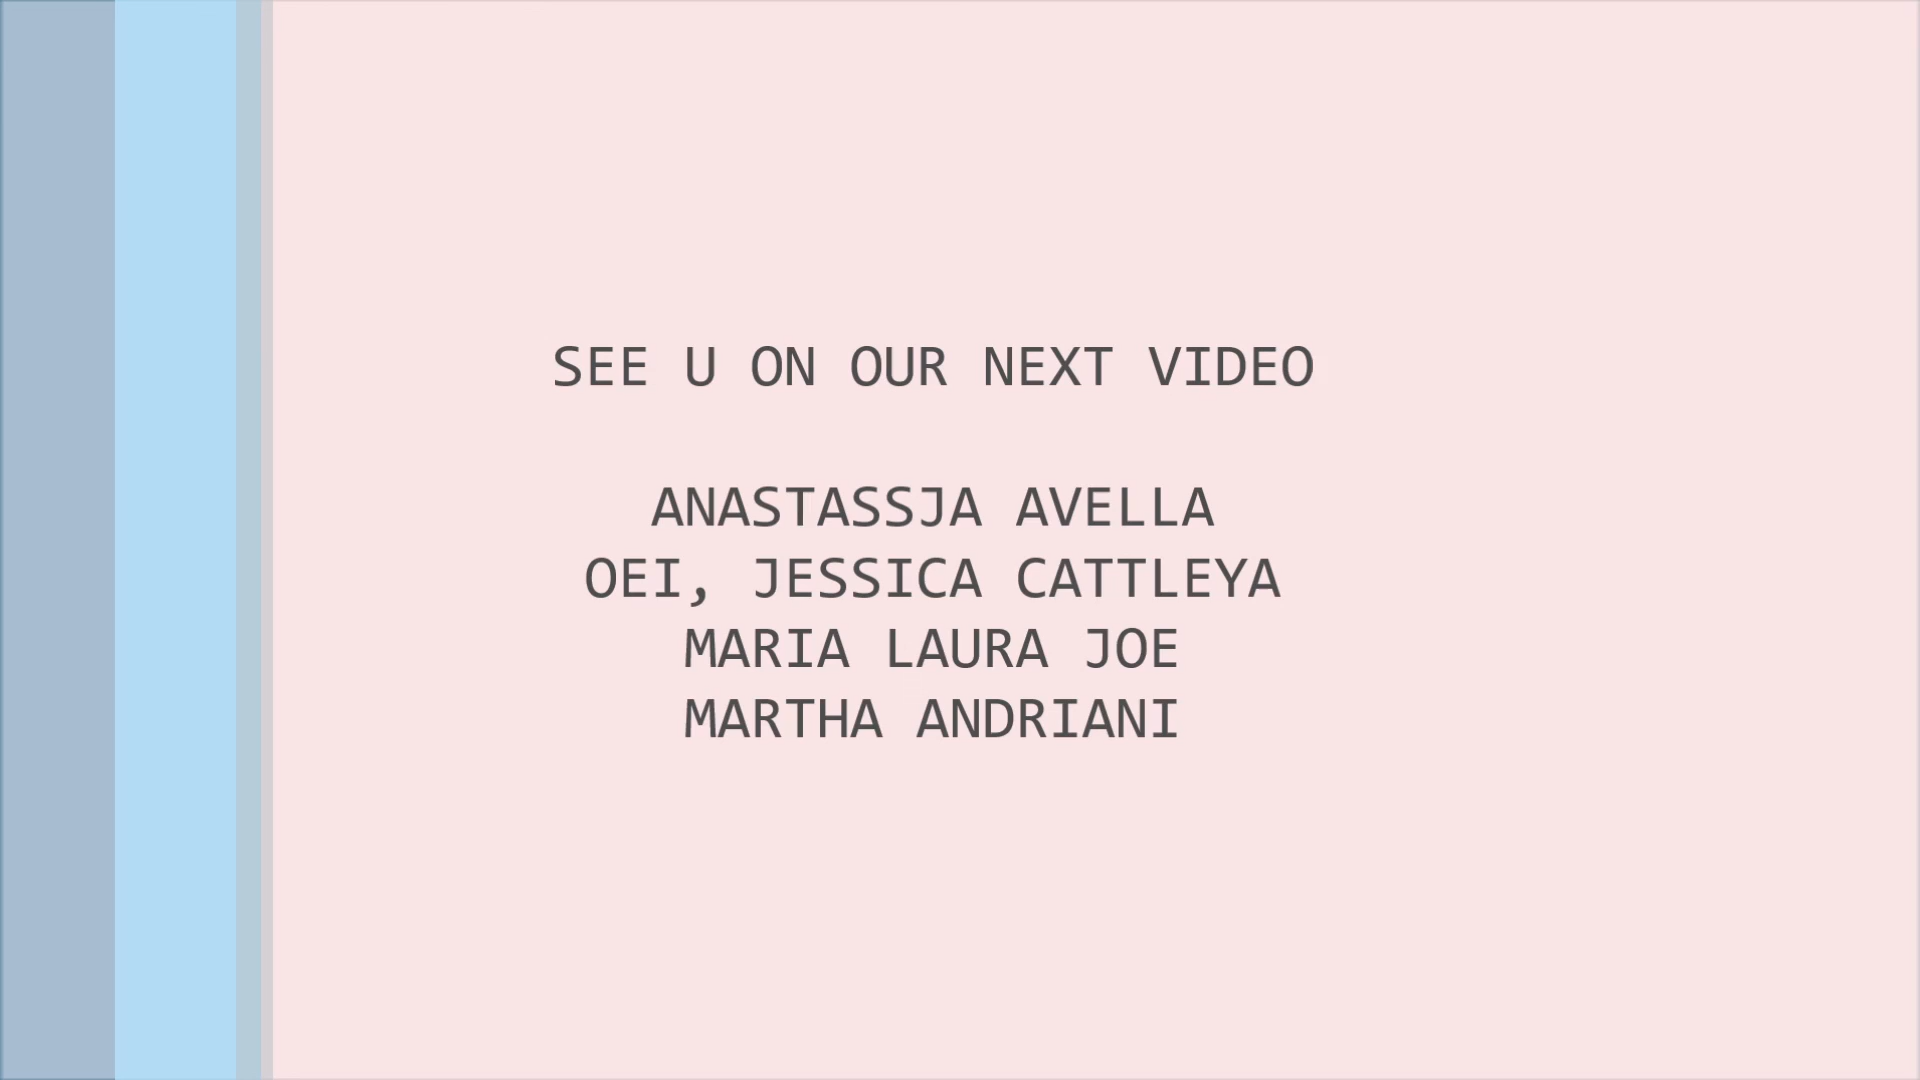 SEE U ON OUR NEXT VIDEO
ANASTASSJA AVELLA
OEI, JESSICA CATTLEYA
MARIA LAURA JOE
MARTHA ANDRIANI